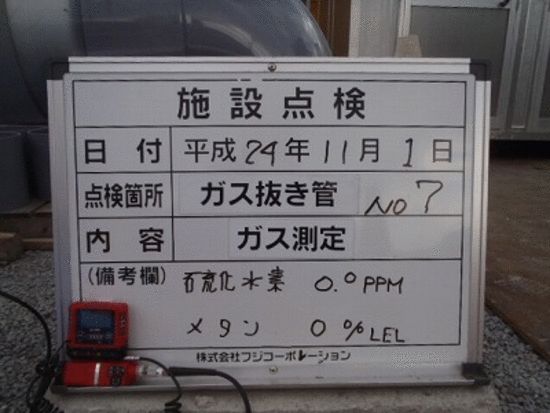 施設点検
日付 平成24年11月1日
点検箇所 ガス抜き管 NO7
内容 ガス測定
(備考欄) 石硫化水素 0.0PPM
メタン 0%LEL
株式会社フジコーポレーション